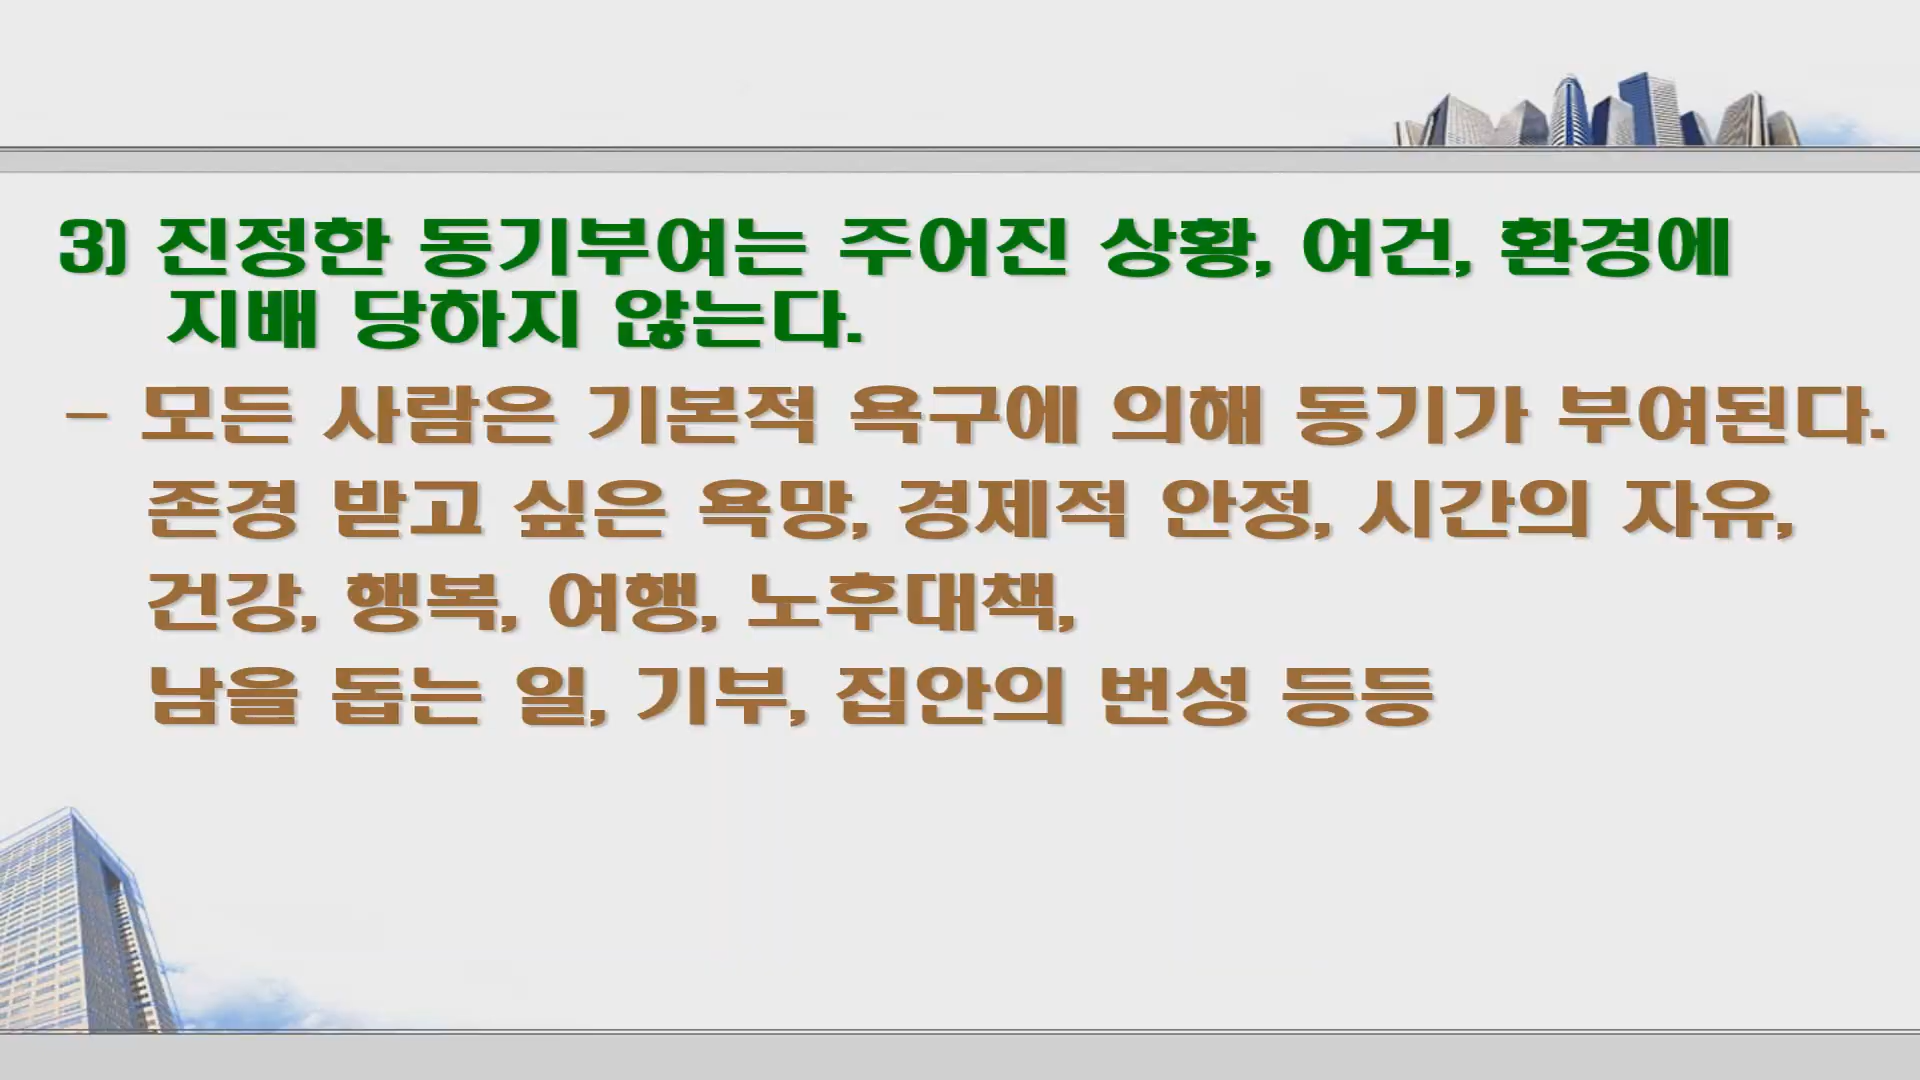 3) 진정한 동기부여는 주어진 상황, 여건, 환경에
지배 당하지 않는다.
- 모든 사람은 기본적 욕구에 의해 동기가 부여된다.
존경 받고 싶은 욕망, 경제적 안정, 시간의 자유,
건강, 행복, 여행, 노후대책,
남을 돕는 일, 기부, 집안의 번성 등등